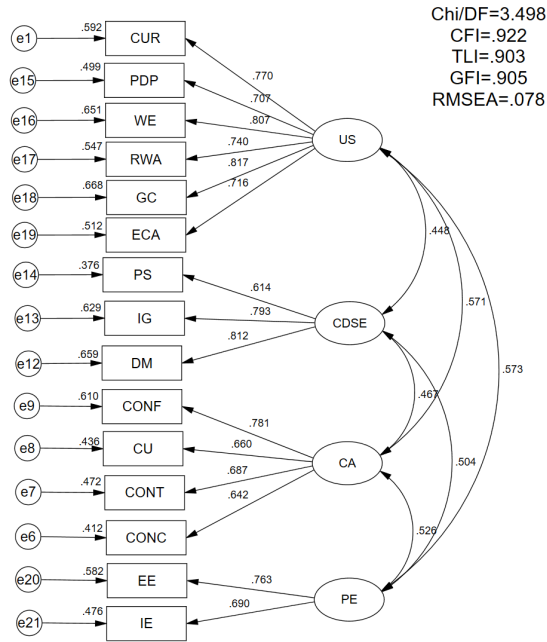 Chi/DF=3.498
CFI=.922
TLI=.903
GFI=.905
RMSEA=.078
e1 .592 CUR .770
e15 .499 PDP .707
e16 .651 WE .807
e17 .547 RWA .740
e18 .668 GC .817
e19 .512 ECA .716
US
.448
e14 .376 PS .614
e13 .629 IG .793
e12 .659 DM .812
CDSE
.571
.573
.467
e9 .610 CONF .781
e8 .436 CU .660
e7 .472 CONT .687
e6 .412 CONC .642
CA
.504
.526
e20 .582 EE .763
e21 .476 IE .690
PE